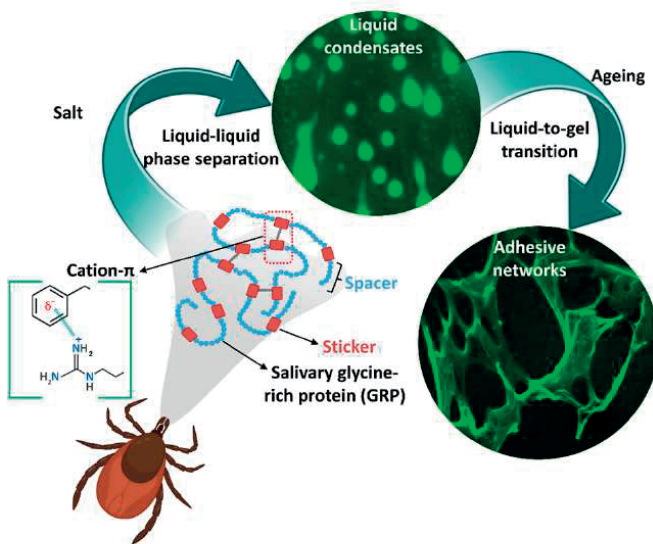 Liquid
condensates
Salt
Ageing
Liquid-liquid
phase separation
Liquid-to-gel
transition
Adhesive
networks
Cation-π
Spacer
Sticker
Salivary glycine-
rich protein (GRP)
δ-
+
NH2
H2N
N
H